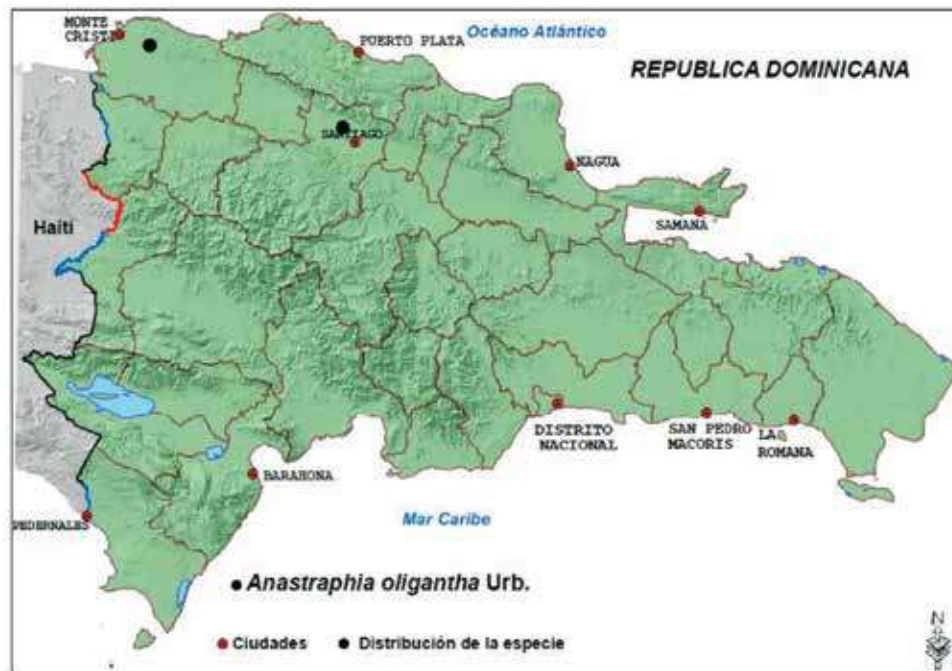 MONTE
CRISTI
PUERTO PLATA
Océano Atlántico
REPUBLICA DOMINICANA
SANTIAGO
NAGUA
SAMANA
Haití
DISTRITO
NACIONAL
SAN PEDRO
MACORIS
LA
ROMANA
BARAHONA
PEDERNALES
Mar Caribe
Anastraphia oligantha Urb.
Ciudades
Distribución de la especie
N